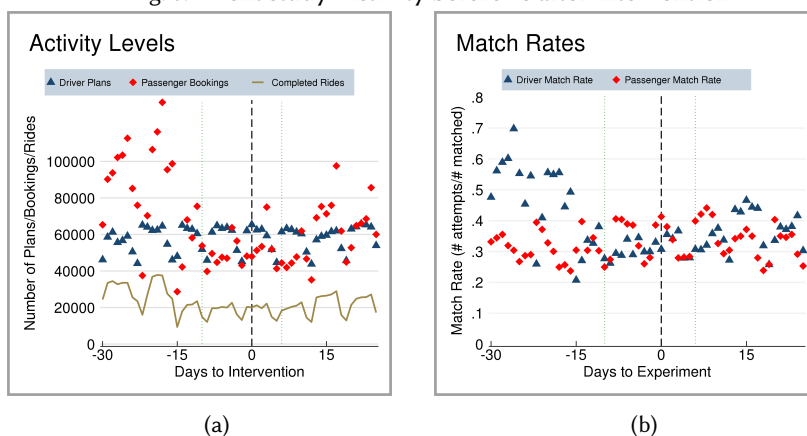 Activity Levels
Driver Plans Passenger Bookings Completed Rides
Number of Plans/Bookings/Rides
100000
80000
60000
40000
20000
0
-30 -15 0 15
Days to Intervention
(a)
Match Rates
Driver Match Rate Passenger Match Rate
Match Rate (# attempts/# matched)
.8
.7
.6
.5
.4
.3
.2
.1
0
-30 -15 0 15
Days to Experiment
(b)